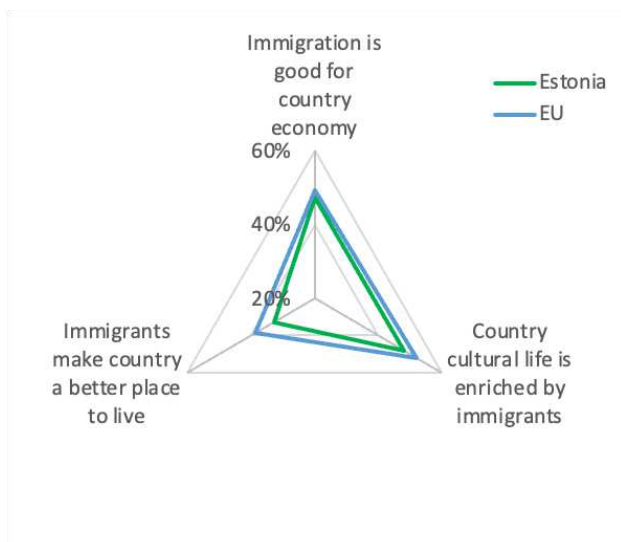 Immigration is
good for
country
economy
Estonia
EU
60%
40%
20%
Immigrants
make country
a better place
to live
Country
cultural life is
enriched by
immigrants